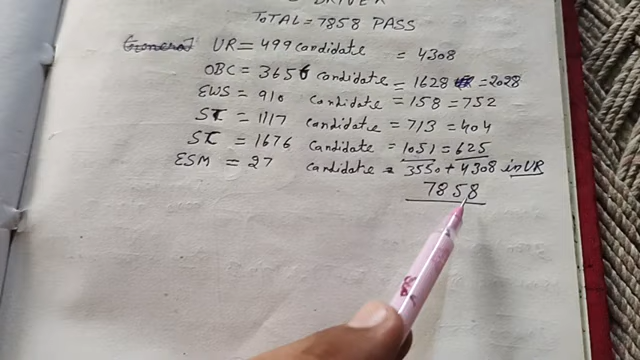 = DRIVER
TOTAL = 7858 PASS
General UR = 499 candidate = 4308
OBC = 3656 candidate = 1628 = 2028
EWS = 910 candidate = 158 = 752
ST = 1117 candidate = 713 = 404
SC = 1676 candidate = 1051 = 625
ESM = 27 candidate = 3550 + 4308 in UR
7858